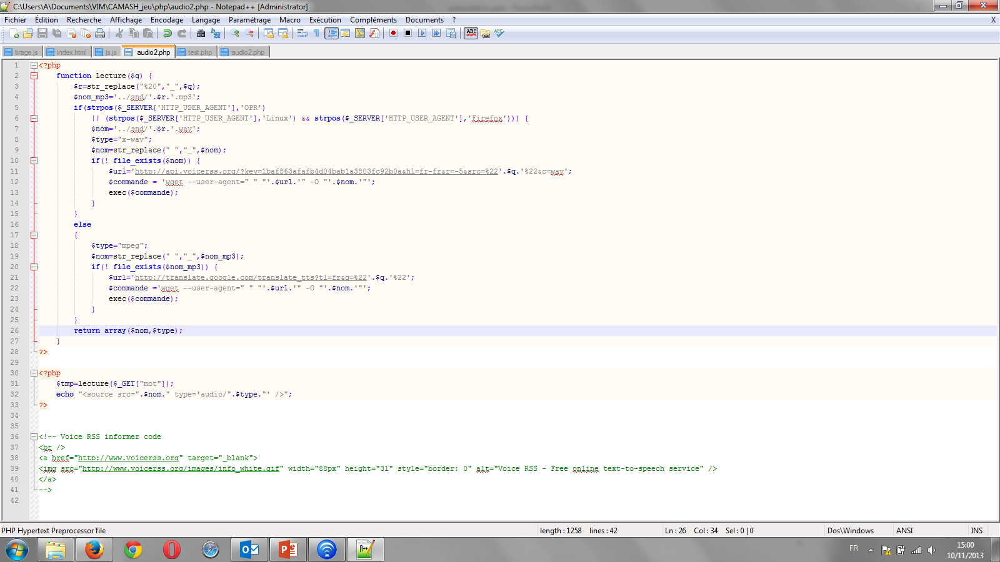 C:\Users\A\Documents\VIM\CAMASH_jeu\php\audio2.php - Notepad++ [Administrator]
Fichier Édition Recherche Affichage Encodage Langage Paramétrage Macro Exécution Compléments Documents ? X
tirage.js index.html js.js audio2.php test.php audio2.php
1 <?php
2 function lecture($q) {
3 $r=str_replace("%20","_",$q);
4 $nom_mp3='../snd/'.$r.'.mp3';
5 if(strpos($_SERVER['HTTP_USER_AGENT'],'OPR')
6 || (strpos($_SERVER['HTTP_USER_AGENT'],'Linux') && strpos($_SERVER['HTTP_USER_AGENT'],'Firefox'))) {
7 $nom='../snd/'.$r.'.wav';
8 $type="x-wav";
9 $nom=str_replace(" ","_",$nom);
10 if(! file_exists($nom)) {
11 $url='http://api.voicerss.org/?key=1baf863afafb4d04bab1a3803fc92b0a&hl=fr-fr&r=-5&src=%22'.$q.'%22&c=wav';
12 $commande = 'wget --user-agent=" " "'.$url.'" -O "'.$nom.'"';
13 exec($commande);
14 }
15 }
16 else
17 {
18 $type="mpeg";
19 $nom=str_replace(" ","_",$nom_mp3);
20 if(! file_exists($nom_mp3)) {
21 $url='http://translate.google.com/translate_tts?tl=fr&q=%22'.$q.'%22';
22 $commande ='wget --user-agent=" " "'.$url.'" -O "'.$nom.'"';
23 exec($commande);
24 }
25 }
26 return array($nom,$type);
27 }
28 ?>
29
30 <?php
31 $tmp=lecture($_GET["mot"]);
32 echo "<source src=".$nom." type='audio/".$type."' />";
33 ?>
34
35
36 <!-- Voice RSS informer code
37 <br />
38 <a href="http://www.voicerss.org" target="_blank">
39 <img src="http://www.voicerss.org/images/info_white.gif" width="88px" height="31" style="border: 0" alt="Voice RSS - Free online text-to-speech service" />
40 </a>
41 -->
42
PHP Hypertext Preprocessor file length : 1258 lines : 42 Ln : 26 Col : 34 Sel : 0 | 0 Dos\Windows ANSI INS
FR 15:00
10/11/2013